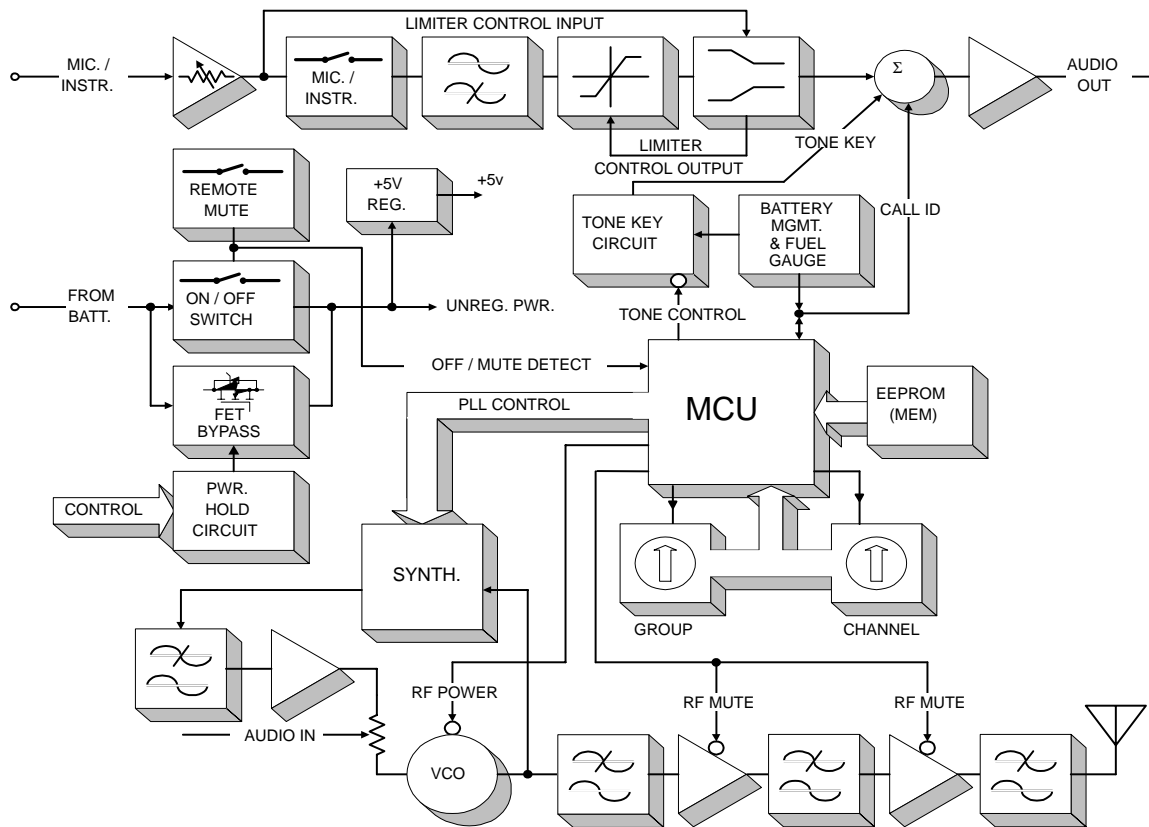 LIMITER CONTROL INPUT
MIC. /
INSTR.
MIC. /
INSTR.
Σ
AUDIO
OUT
LIMITER
CONTROL OUTPUT
TONE KEY
REMOTE
MUTE
+5V
REG.
+5v
TONE KEY
CIRCUIT
BATTERY
MGMT.
& FUEL
GAUGE
CALL ID
FROM
BATT.
ON / OFF
SWITCH
UNREG. PWR.
TONE CONTROL
OFF / MUTE DETECT
FET
BYPASS
PLL CONTROL
MCU
EEPROM
(MEM)
CONTROL
PWR.
HOLD
CIRCUIT
SYNTH.
GROUP
CHANNEL
RF POWER
RF MUTE
RF MUTE
AUDIO IN
VCO